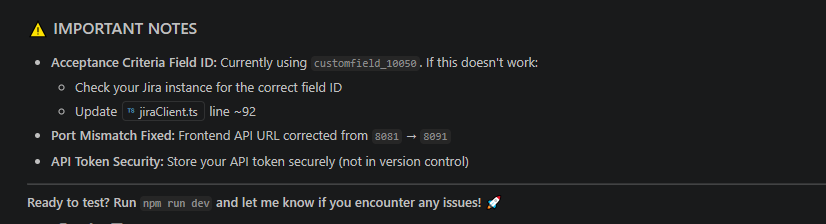 ⚠️ IMPORTANT NOTES
• Acceptance Criteria Field ID: Currently using customfield_10050. If this doesn't work:
○ Check your Jira instance for the correct field ID
○ Update TS jiraClient.ts line ~92
• Port Mismatch Fixed: Frontend API URL corrected from 8081 → 8091
• API Token Security: Store your API token securely (not in version control)
Ready to test? Run npm run dev and let me know if you encounter any issues! 🚀